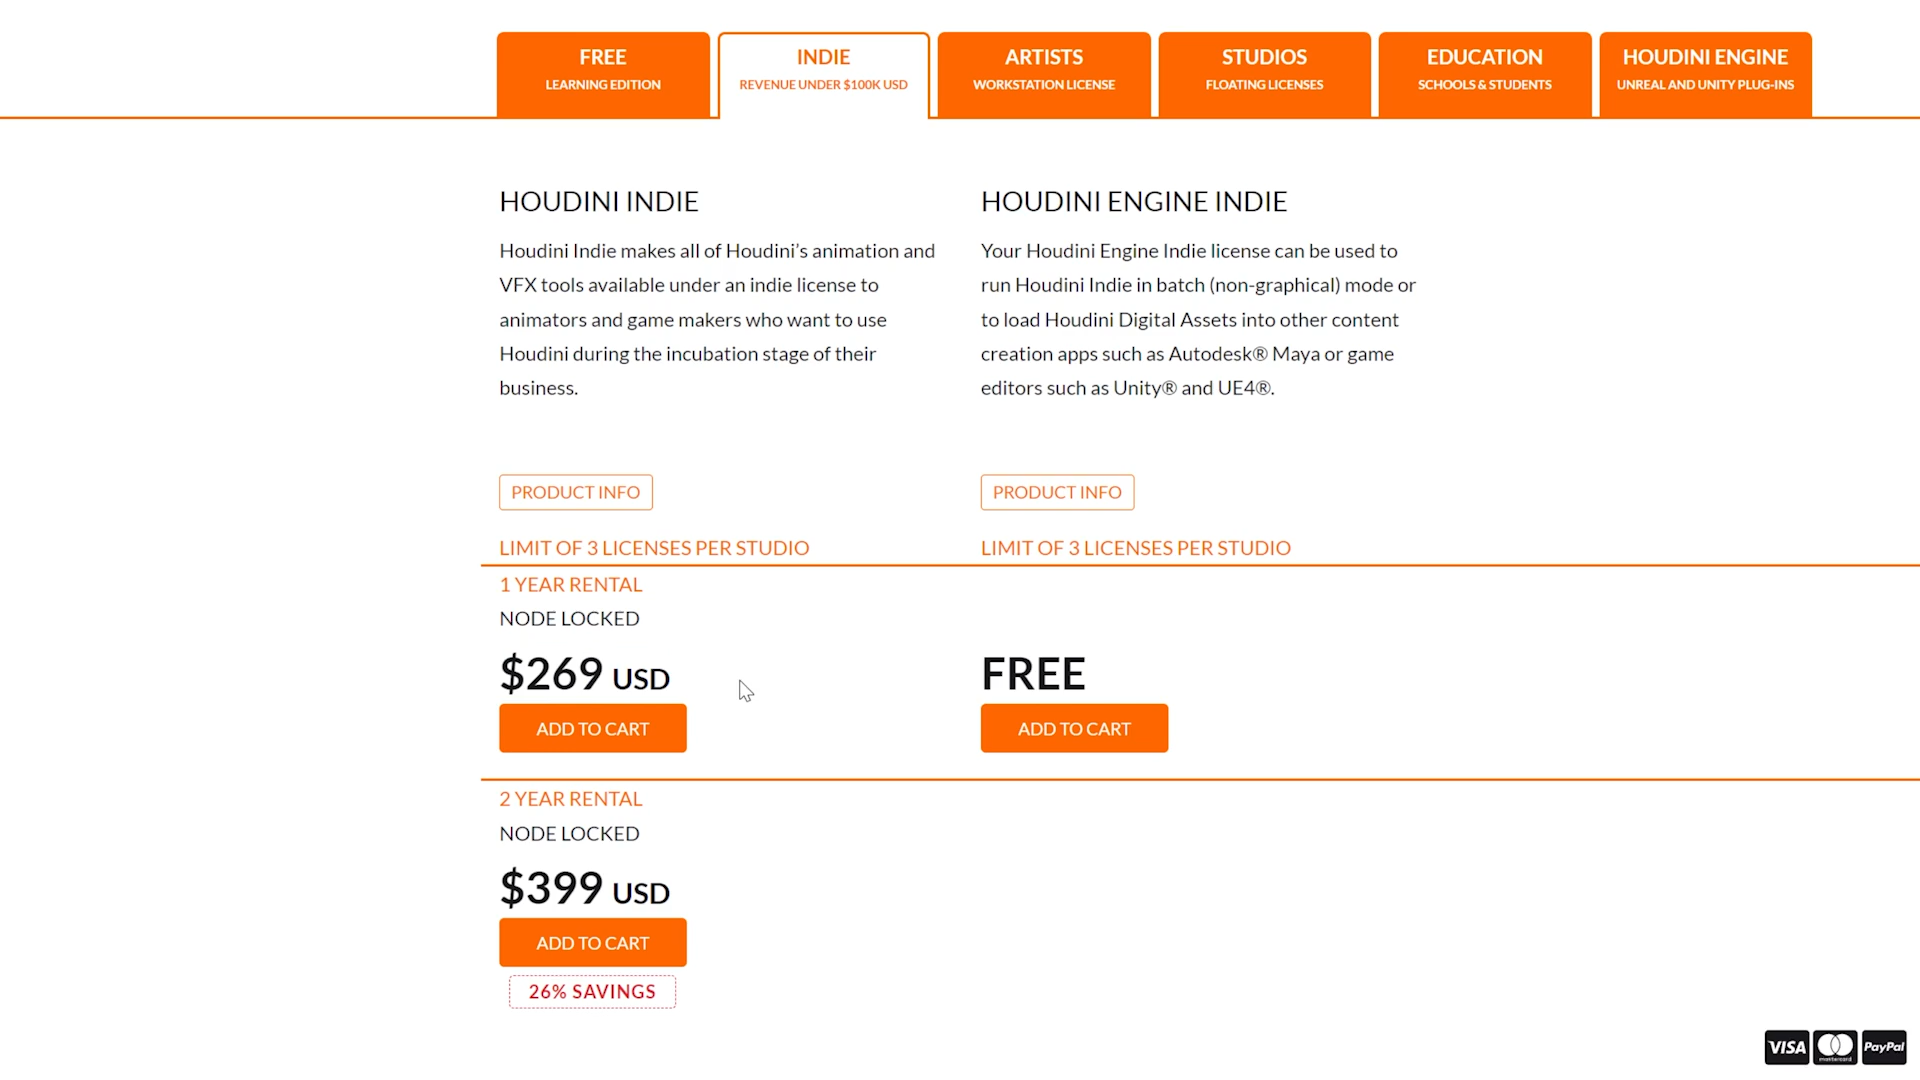 FREE
LEARNING EDITION
INDIE
REVENUE UNDER $100K USD
ARTISTS
WORKSTATION LICENSE
STUDIOS
FLOATING LICENSES
EDUCATION
SCHOOLS & STUDENTS
HOUDINI ENGINE
UNREAL AND UNITY PLUG-INS
HOUDINI INDIE
Houdini Indie makes all of Houdini's animation and
VFX tools available under an indie license to
animators and game makers who want to use
Houdini during the incubation stage of their
business.
PRODUCT INFO
LIMIT OF 3 LICENSES PER STUDIO
HOUDINI ENGINE INDIE
Your Houdini Engine Indie license can be used to
run Houdini Indie in batch (non-graphical) mode or
to load Houdini Digital Assets into other content
creation apps such as Autodesk® Maya or game
editors such as Unity® and UE4®.
PRODUCT INFO
LIMIT OF 3 LICENSES PER STUDIO
1 YEAR RENTAL
NODE LOCKED
$269 USD
ADD TO CART
FREE
ADD TO CART
2 YEAR RENTAL
NODE LOCKED
$399 USD
ADD TO CART
26% SAVINGS
VISA
mastercard
PayPal